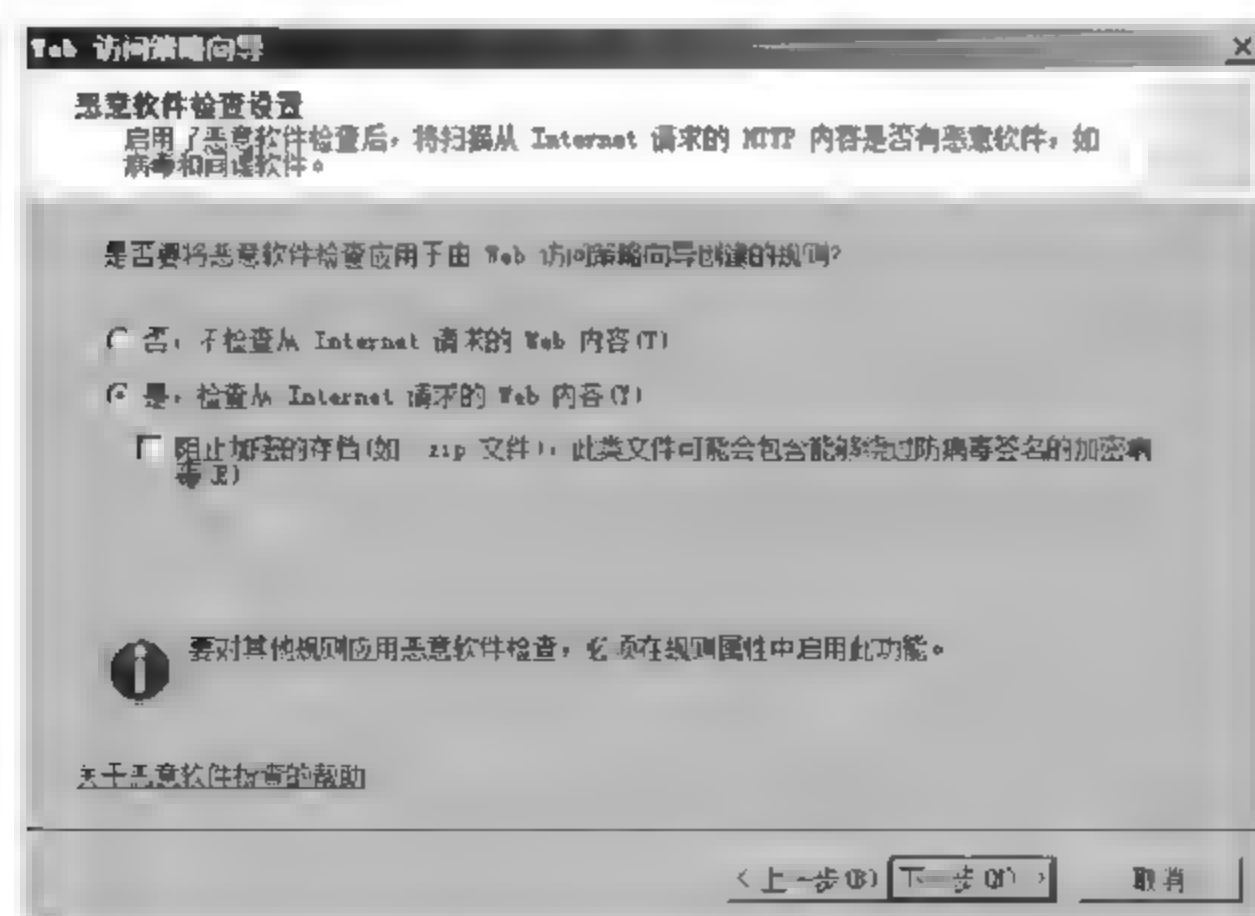 Web 访问策略向导
恶意软件检查设置
启用了恶意软件检查后，将扫描从 Internet 请求的 HTTP 内容是否有恶意软件，如
病毒和间谍软件。
是否要将恶意软件检查应用于由 Web 访问策略向导创建的规则?
否，不检查从 Internet 请求的 Web 内容(T)
是，检查从 Internet 请求的 Web 内容(Y)
阻止加密的存档(如 .zip 文件)，此类文件可能会包含能够绕过防病毒签名的加密病
毒(E)
要对其他规则应用恶意软件检查，必须在规则属性中启用此功能。
关于恶意软件检查的帮助
< 上一步(B) 下一步(N) > 取消